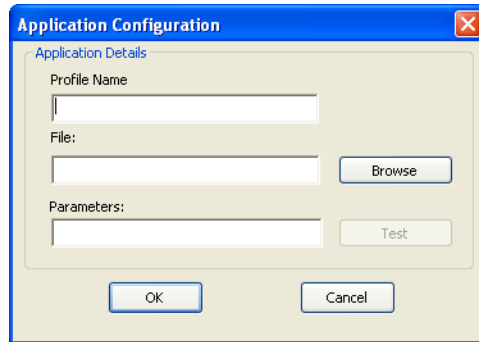 Application Configuration
Application Details
Profile Name
File:
Browse
Parameters:
Test
OK Cancel